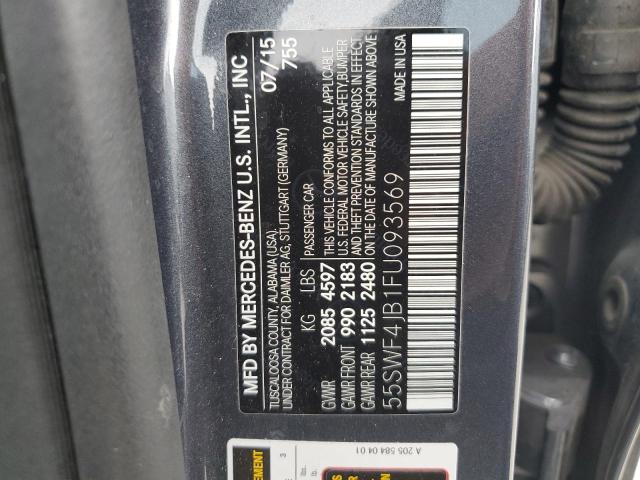 MFD BY MERCEDES-BENZ U.S. INTL., INC
TUSCALOOSA COUNTY, ALABAMA (USA),
UNDER CONTRACT FOR DAIMLER AG, STUTTGART (GERMANY)
07/15
755
KG LBS PASSENGER CAR
GVWR 2085 4597
GAWR FRONT 990 2183
GAWR REAR 1125 2480
THIS VEHICLE CONFORMS TO ALL APPLICABLE
U.S. FEDERAL MOTOR VEHICLE SAFETY, BUMPER
AND THEFT PREVENTION STANDARDS IN EFFECT
ON THE DATE OF MANUFACTURE SHOWN ABOVE
MADE IN USA
55SWF4JB1FU093569
A 205 584 04 01
3